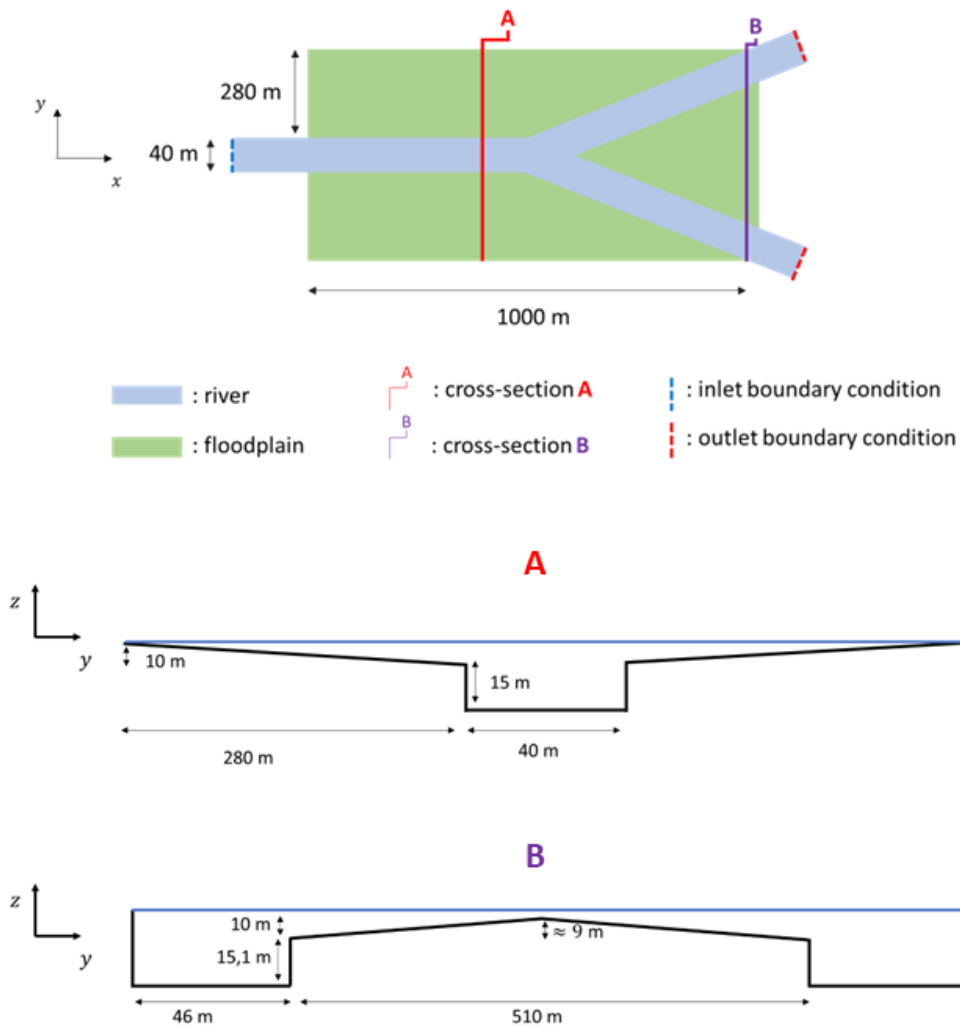 A
B
280 m
y
40 m
x
1000 m
: river
A
: cross-section A
: inlet boundary condition
: floodplain
B
: cross-section B
: outlet boundary condition
A
z
y
10 m
15 m
280 m
40 m
B
z
y
10 m
≈ 9 m
15,1 m
46 m
510 m